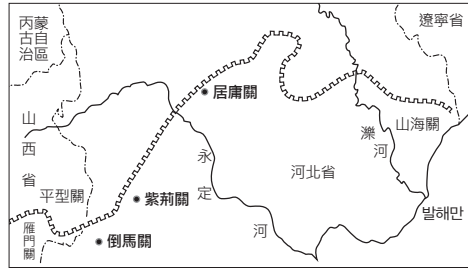 丙蒙
古自
治區
遼寧省
居庸關
山海關
灤河
山西省
永定河
河北省
平型關
紫荊關
발해만
雁門關
倒馬關